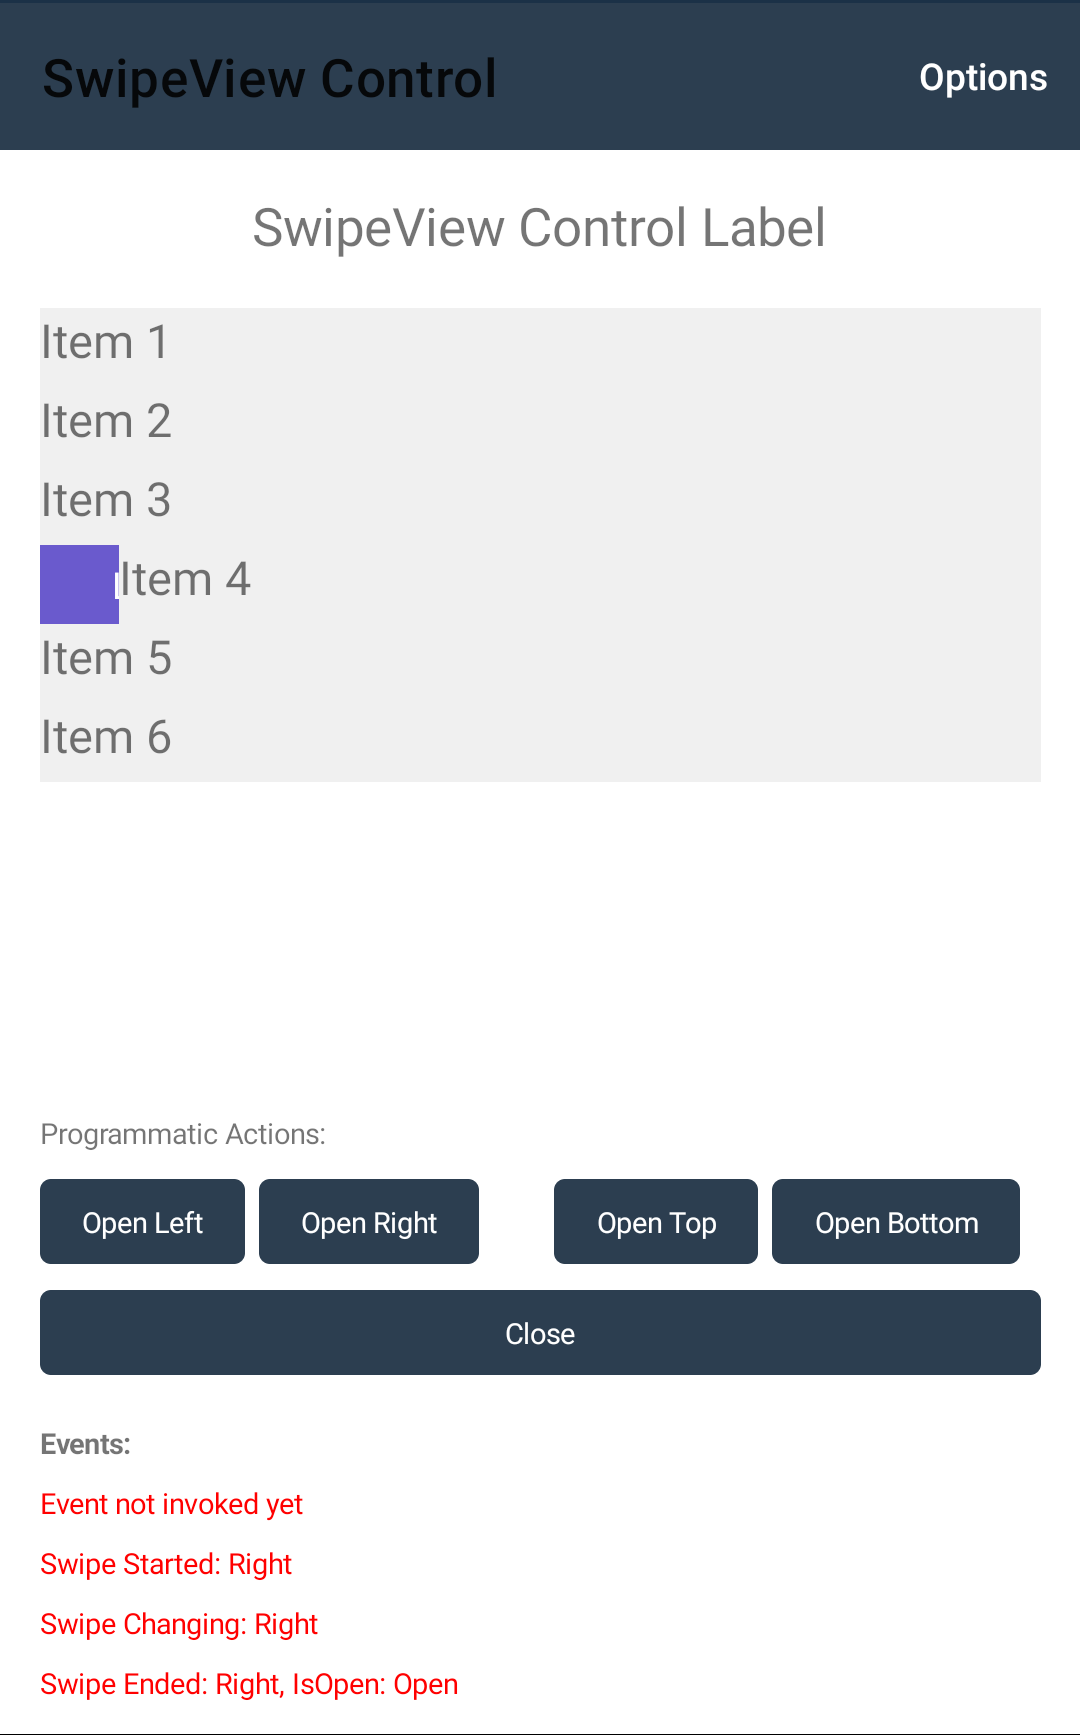 SwipeView Control
Options
SwipeView Control Label
Item 1
Item 2
Item 3
Item 4
Item 5
Item 6
Programmatic Actions:
Open Left
Open Right
Open Top
Open Bottom
Close
Events:
Event not invoked yet
Swipe Started: Right
Swipe Changing: Right
Swipe Ended: Right, IsOpen: Open